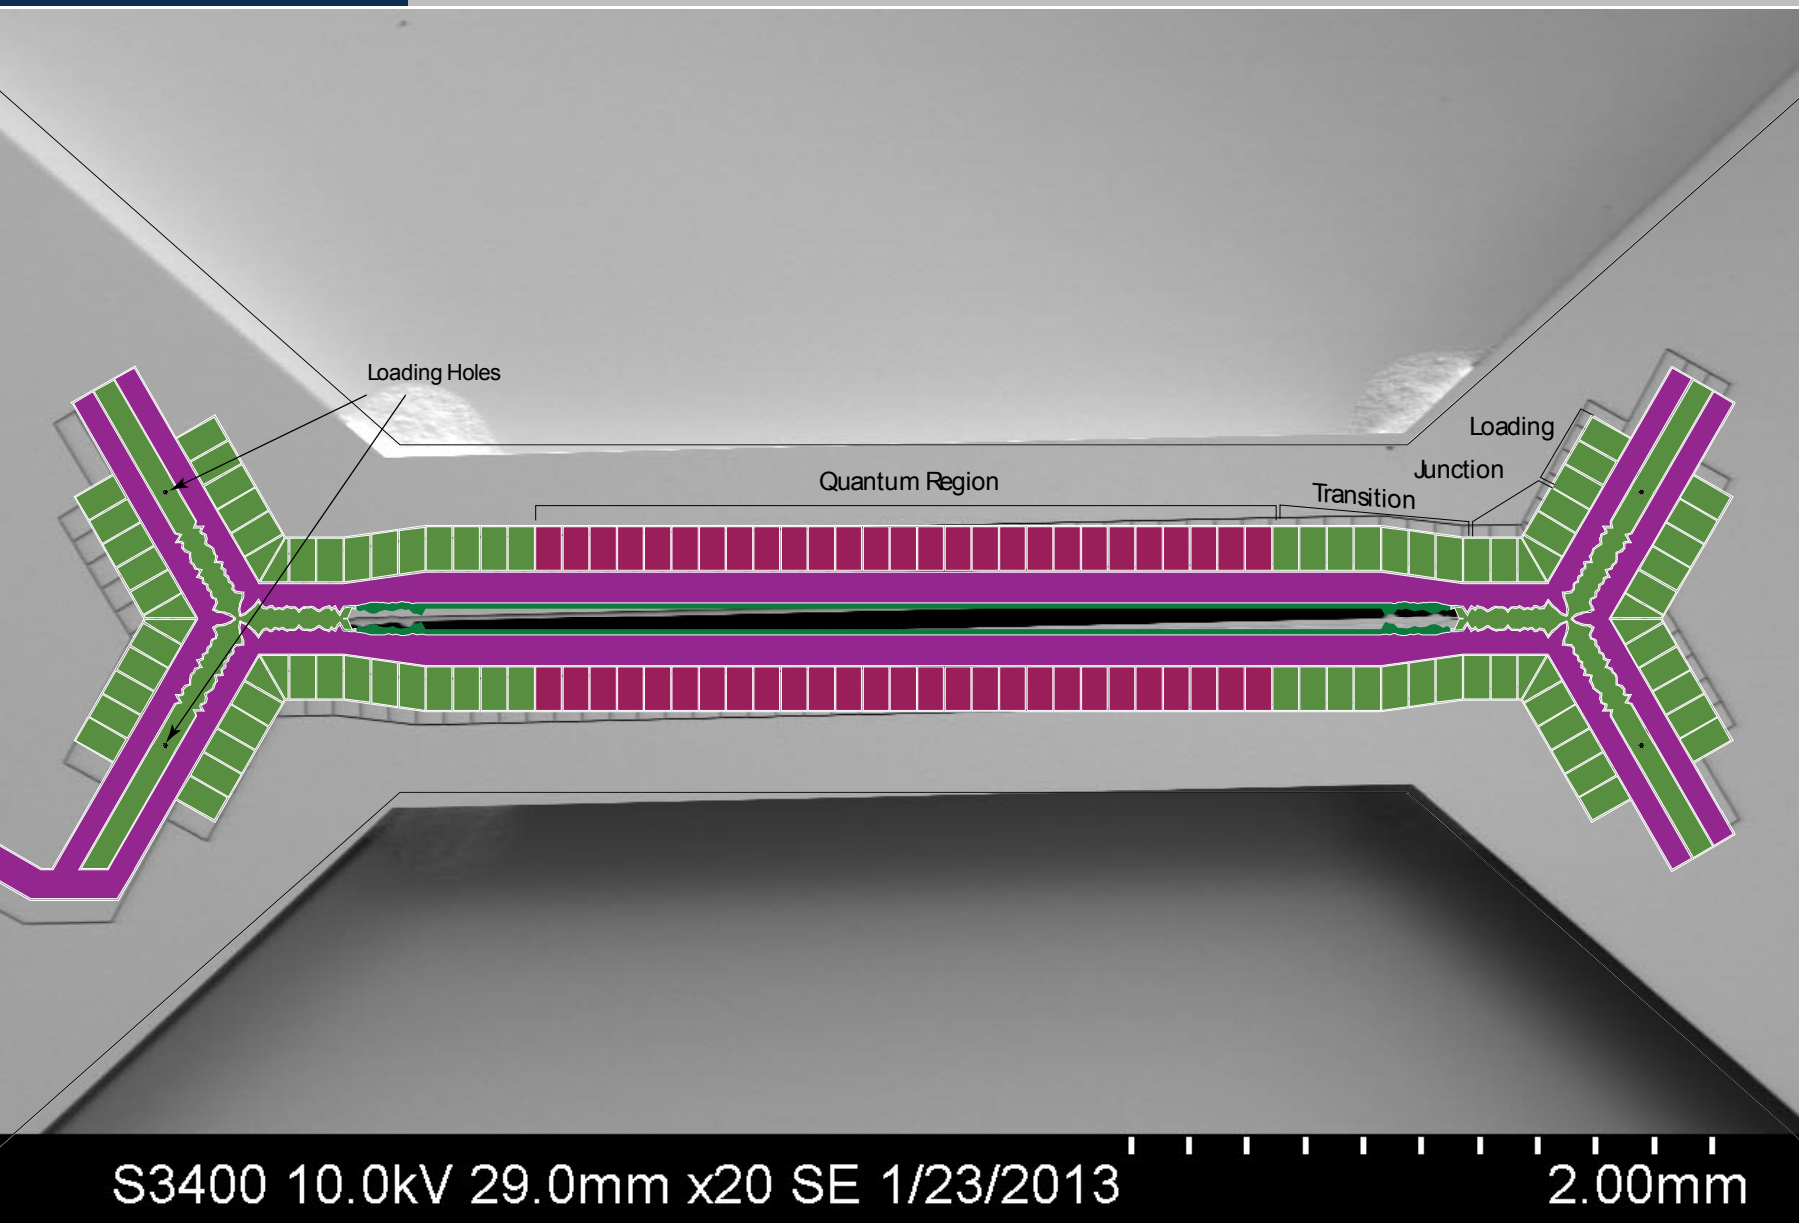 Loading Holes
Loading
Junction
Quantum Region
Transition
S3400 10.0kV 29.0mm x20 SE 1/23/2013
2.00mm